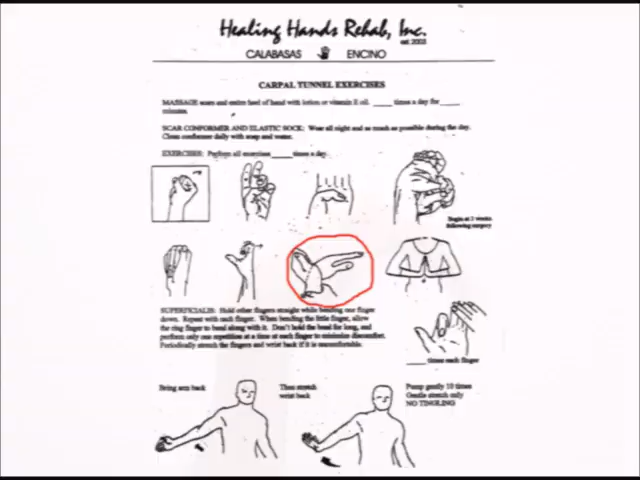 Healing Hands Rehab, Inc.
est. 2003
CALABASAS ENCINO
CARPAL TUNNEL EXERCISES
MASSAGE scars and entire heel of hand with lotion or vitamin E oil. ____ times a day for ____
minutes.
SCAR CONFORMER AND ELASTIC SOCK: Wear all night and as much as possible during the day.
Clean conformer daily with soap and water.
EXERCISES: Perform all exercises ____ times a day.
Begin at 2 weeks
following surgery
SUPERFICIALIS: Hold other fingers straight while bending one finger
down. Repeat with each finger. When bending the little finger, allow
the ring finger to bend along with it. Don't hold the bend for long, and
perform only one repetition at a time at each finger to minimize discomfort.
Periodically stretch the fingers and wrist back if it is uncomfortable.
____ times each finger
Bring arm back
Then stretch
wrist back
Pump gently 10 times
Gentle stretch only
NO TINGLING